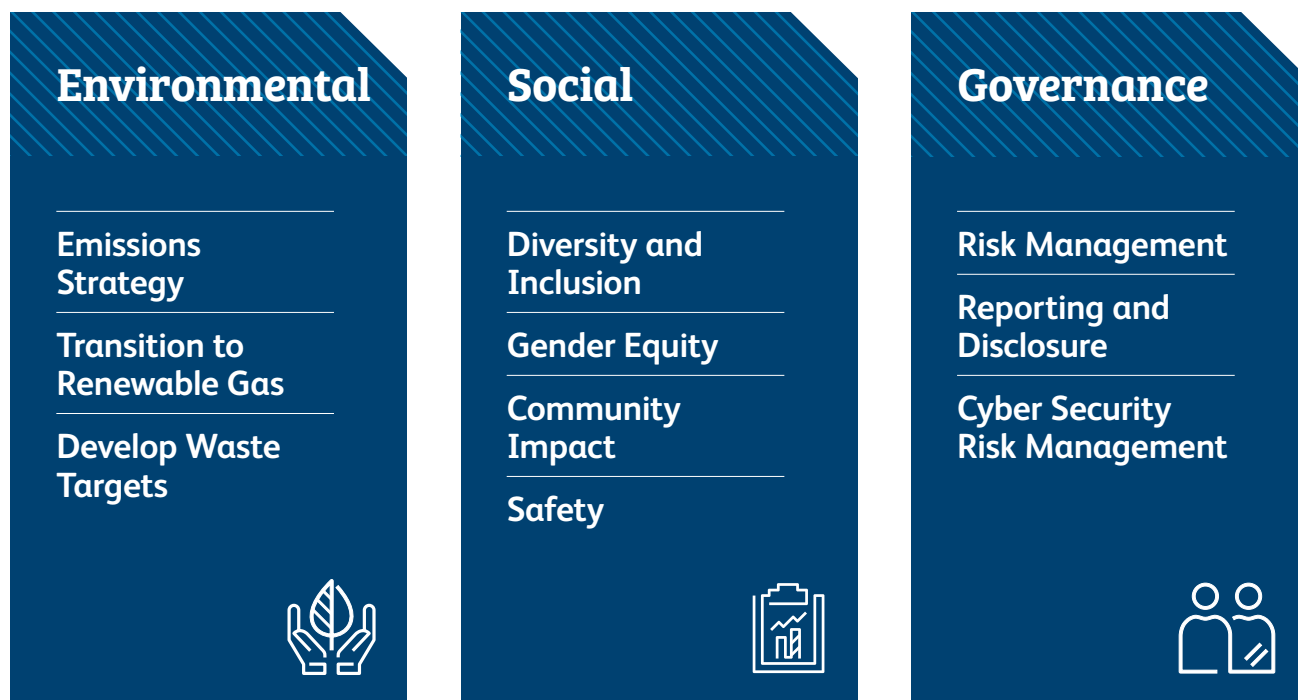 Environmental
Emissions
Strategy
Transition to
Renewable Gas
Develop Waste
Targets
Social
Diversity and
Inclusion
Gender Equity
Community
Impact
Safety
Governance
Risk Management
Reporting and
Disclosure
Cyber Security
Risk Management